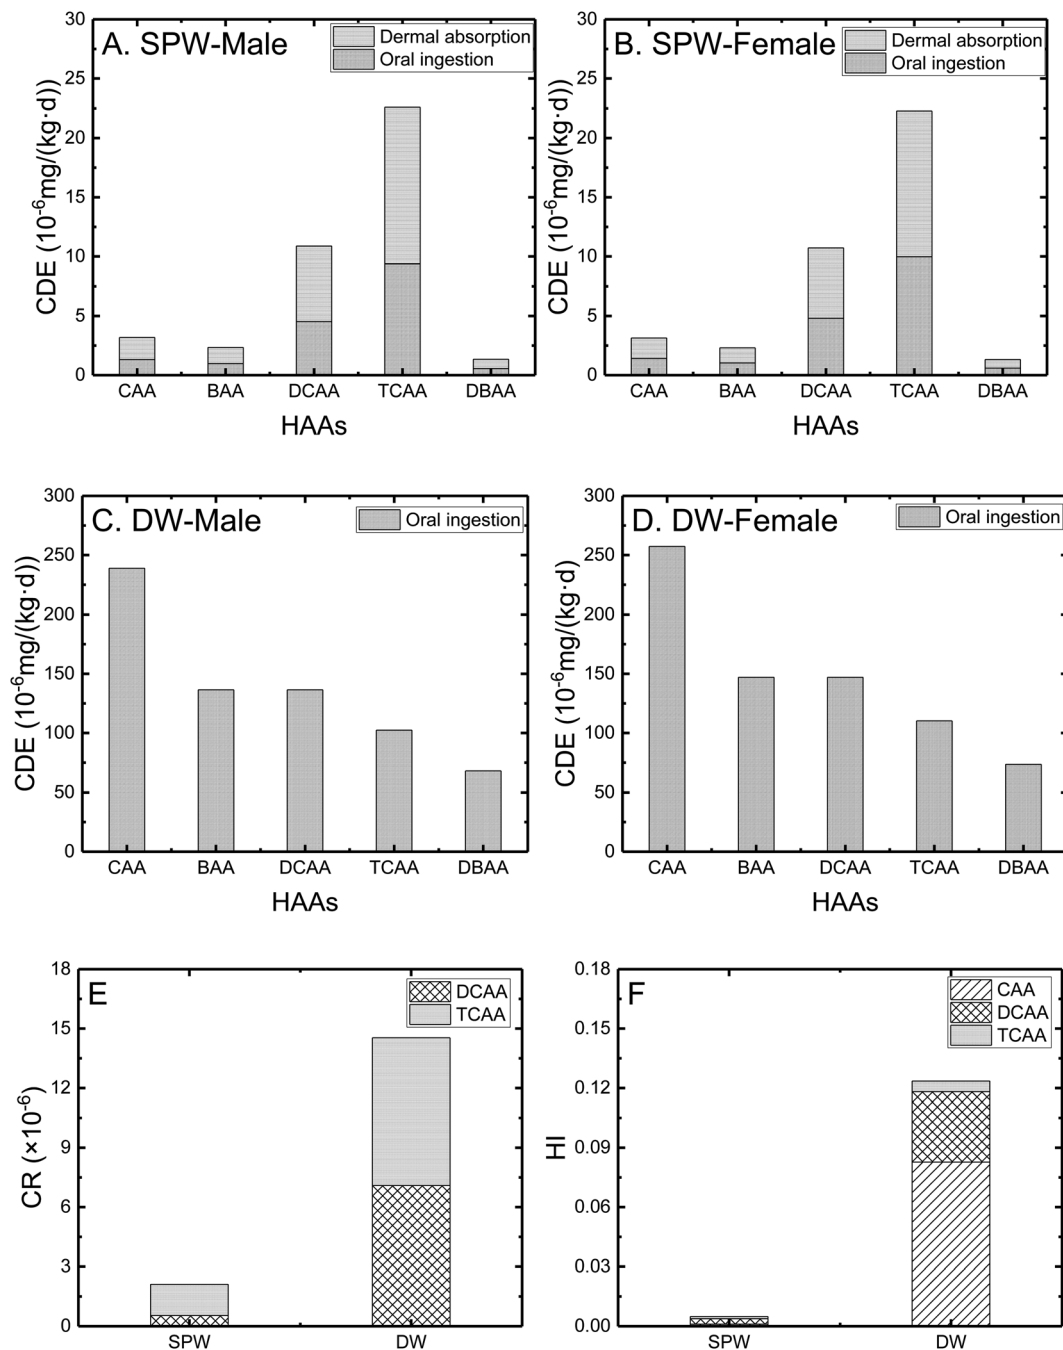 A. SPW-Male
Dermal absorption
Oral ingestion
CDE (10⁻⁶mg/(kg·d))
30
25
20
15
10
5
0
CAA BAA DCAA TCAA DBAA
HAAs
B. SPW-Female
Dermal absorption
Oral ingestion
CDE (10⁻⁶mg/(kg·d))
30
25
20
15
10
5
0
CAA BAA DCAA TCAA DBAA
HAAs
C. DW-Male
Oral ingestion
CDE (10⁻⁶mg/(kg·d))
300
250
200
150
100
50
0
CAA BAA DCAA TCAA DBAA
HAAs
D. DW-Female
Oral ingestion
CDE (10⁻⁶mg/(kg·d))
300
250
200
150
100
50
0
CAA BAA DCAA TCAA DBAA
HAAs
E
DCAA
TCAA
CR (×10⁻⁶)
18
15
12
9
6
3
0
SPW DW
F
CAA
DCAA
TCAA
HI
0.18
0.15
0.12
0.09
0.06
0.03
0.00
SPW DW